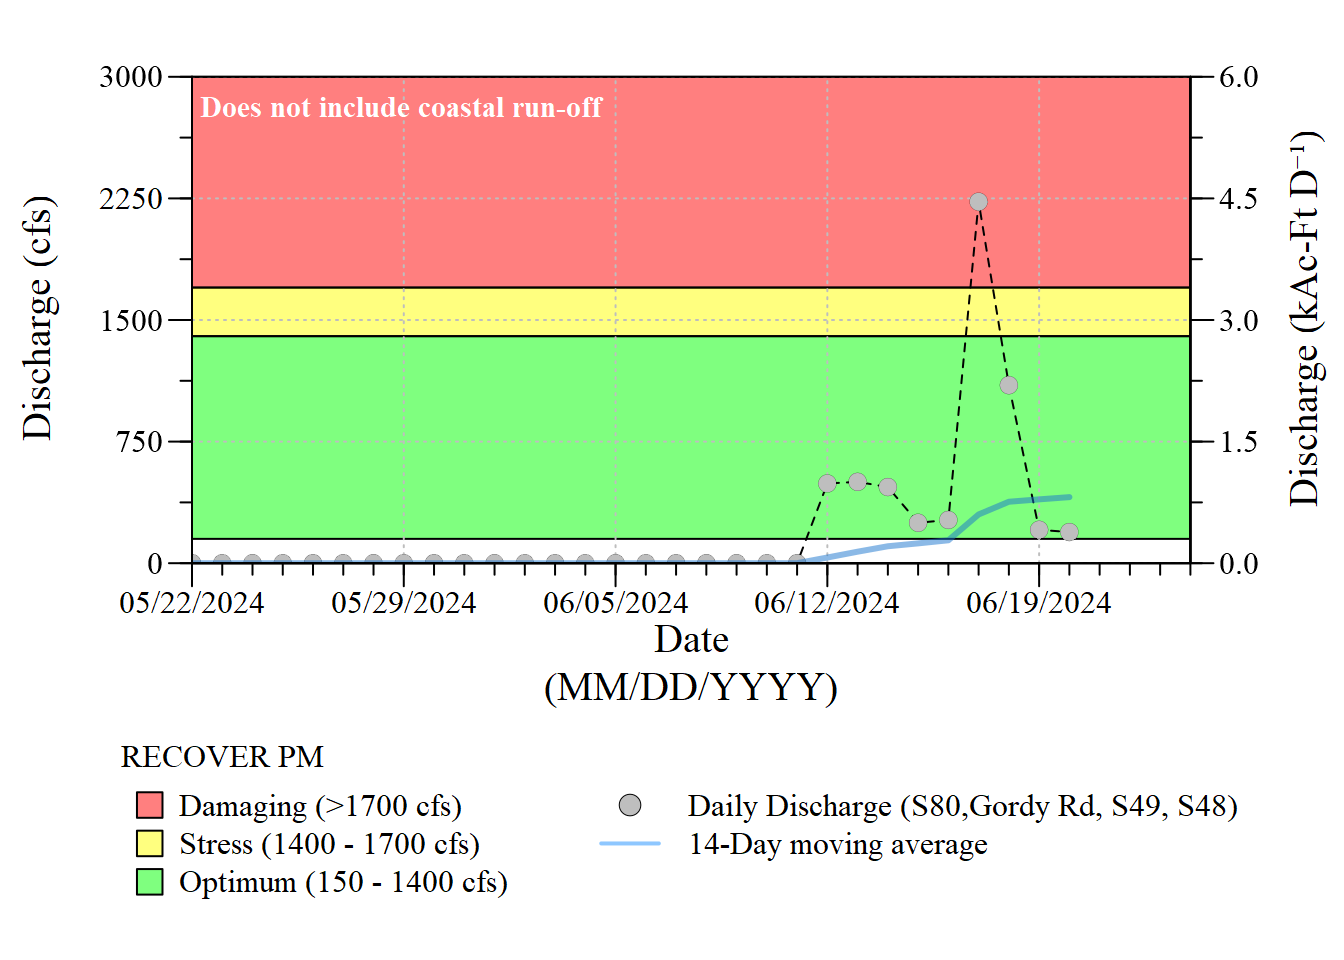 Does not include coastal run-off
3000
2250
1500
750
0
Discharge (cfs)
6.0
4.5
3.0
1.5
0.0
Discharge (kAc-Ft D⁻¹)
05/22/2024 05/29/2024 06/05/2024 06/12/2024 06/19/2024
Date
(MM/DD/YYYY)
RECOVER PM
Damaging (>1700 cfs)
Stress (1400 - 1700 cfs)
Optimum (150 - 1400 cfs)
Daily Discharge (S80,Gordy Rd, S49, S48)
14-Day moving average